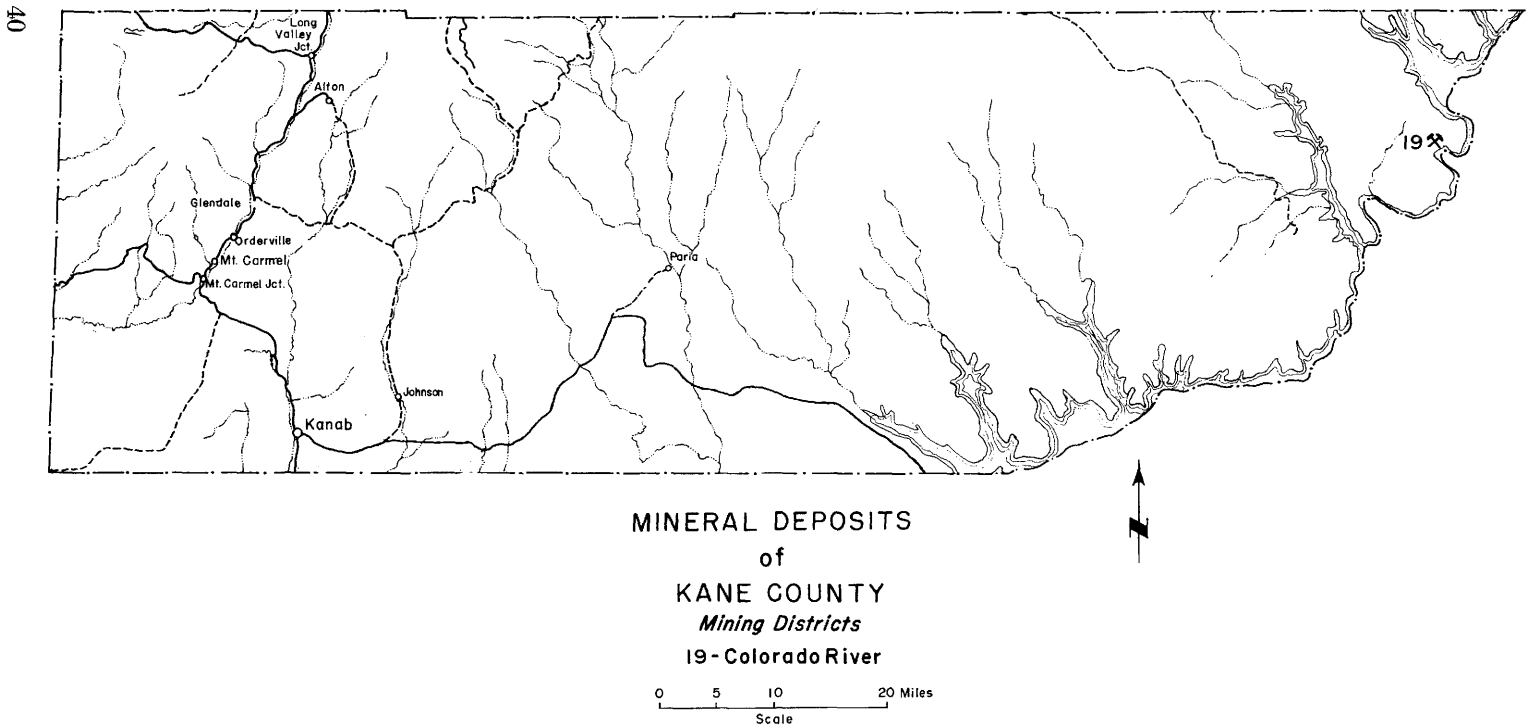 40
Long
Valley
Jct.
Alton
19
Glendale
Orderville
Mt. Carmel
Mt. Carmel Jct.
Paria
Johnson
Kanab
N
MINERAL DEPOSITS
of
KANE COUNTY
Mining Districts
19-Colorado River
0 5 10 20 Miles
Scale